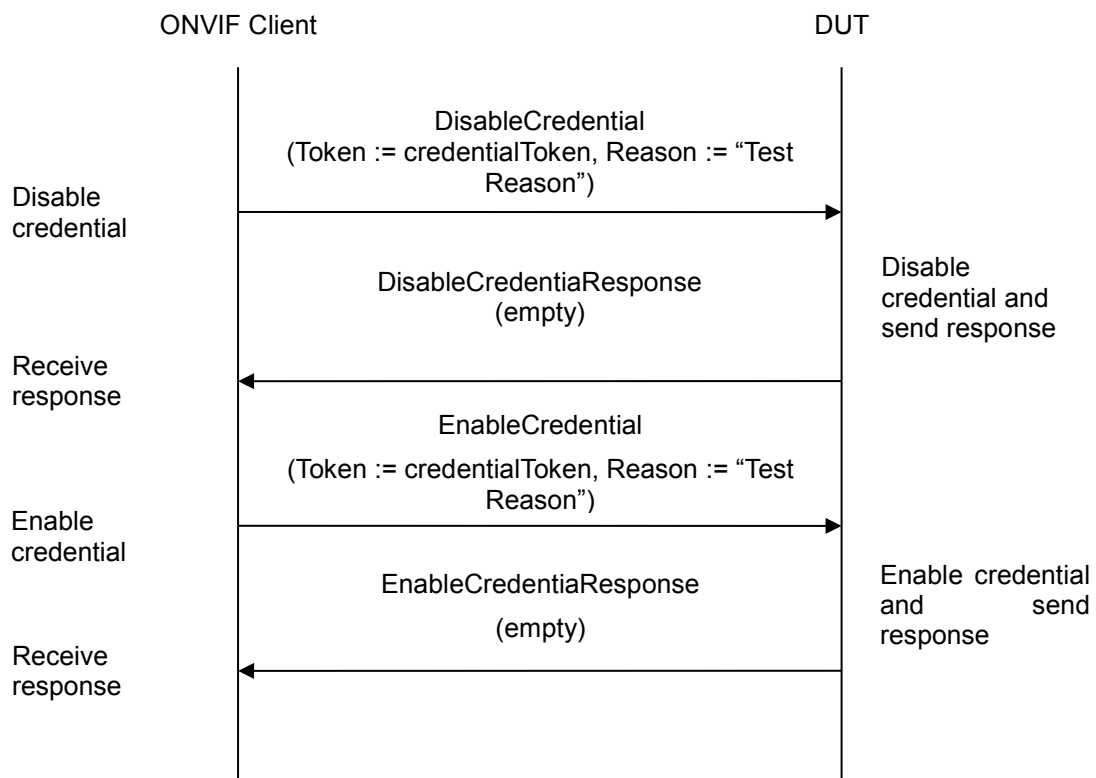 ONVIF Client
DUT
DisableCredential
(Token := credentialToken, Reason := “Test
Reason”)
Disable
credential
DisableCredentiaResponse
(empty)
Disable
credential and
send response
Receive
response
EnableCredential
(Token := credentialToken, Reason := “Test
Reason”)
Enable
credential
EnableCredentiaResponse
(empty)
Enable credential
and send
response
Receive
response